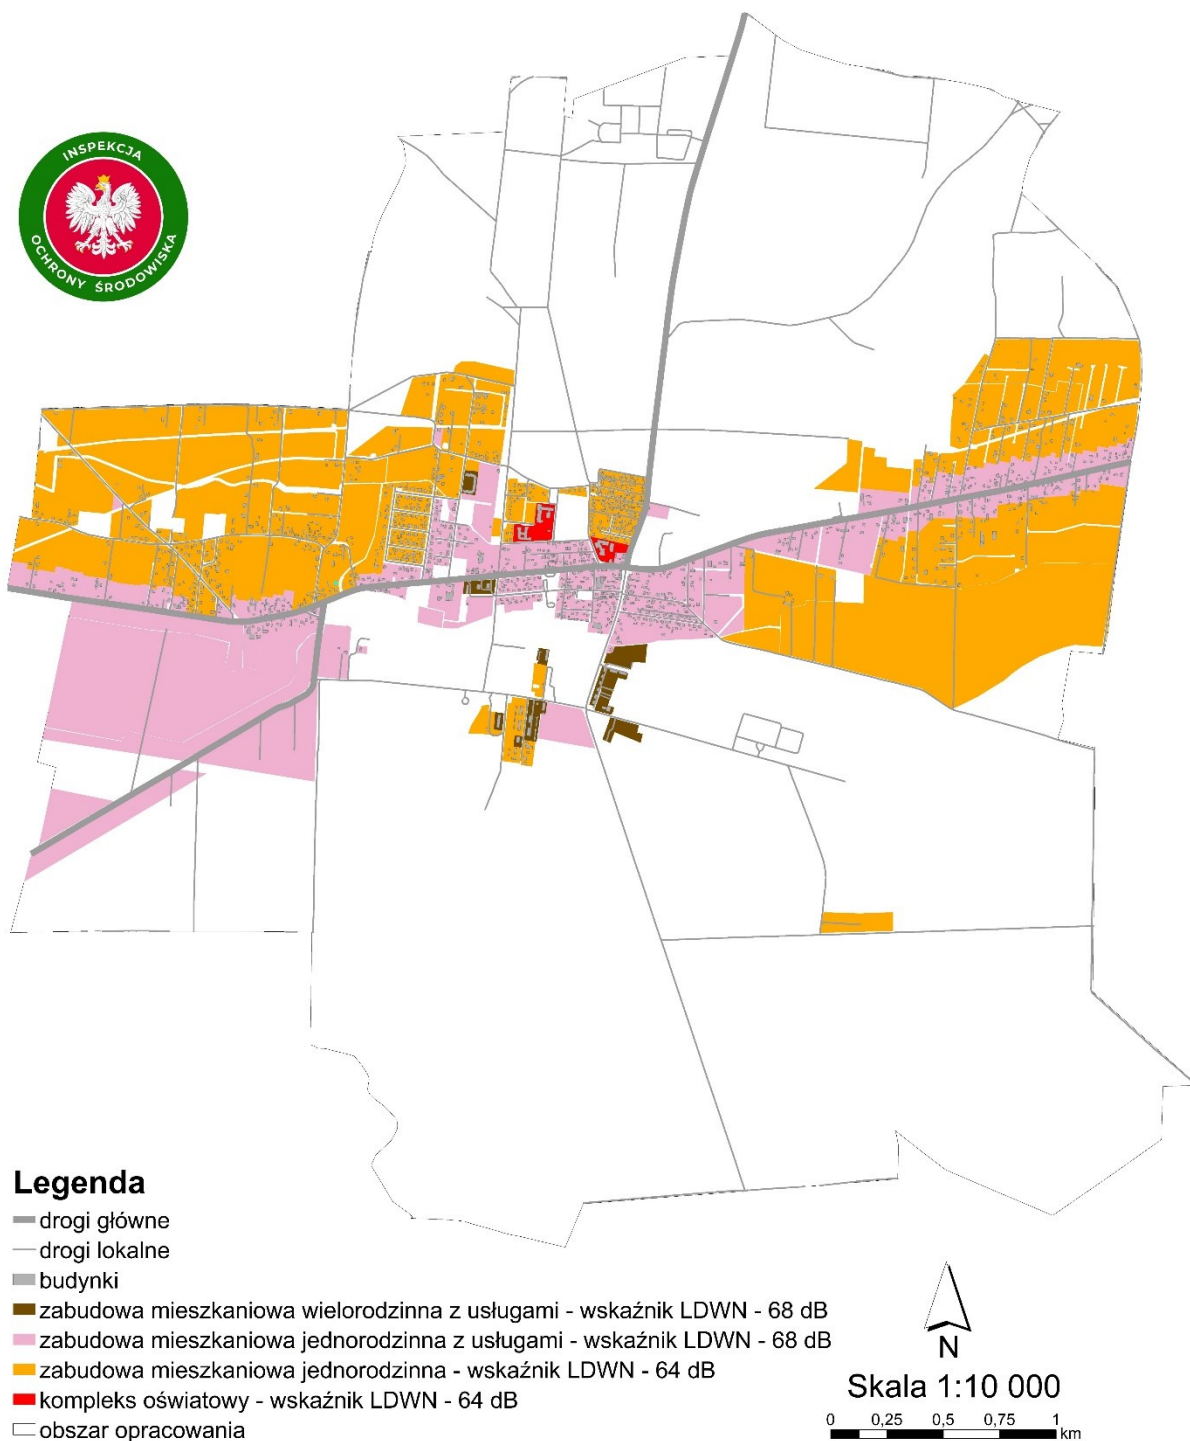 INSPEKCJA
OCHRONY ŚRODOWISKA
Legenda
drogi główne
drogi lokalne
budynki
zabudowa mieszkaniowa wielorodzinna z usługami - wskaźnik LDWN - 68 dB
zabudowa mieszkaniowa jednorodzinna z usługami - wskaźnik LDWN - 68 dB
zabudowa mieszkaniowa jednorodzinna - wskaźnik LDWN - 64 dB
kompleks oświatowy - wskaźnik LDWN - 64 dB
obszar opracowania
N
Skala 1:10 000
0 0,25 0,5 0,75 1
km